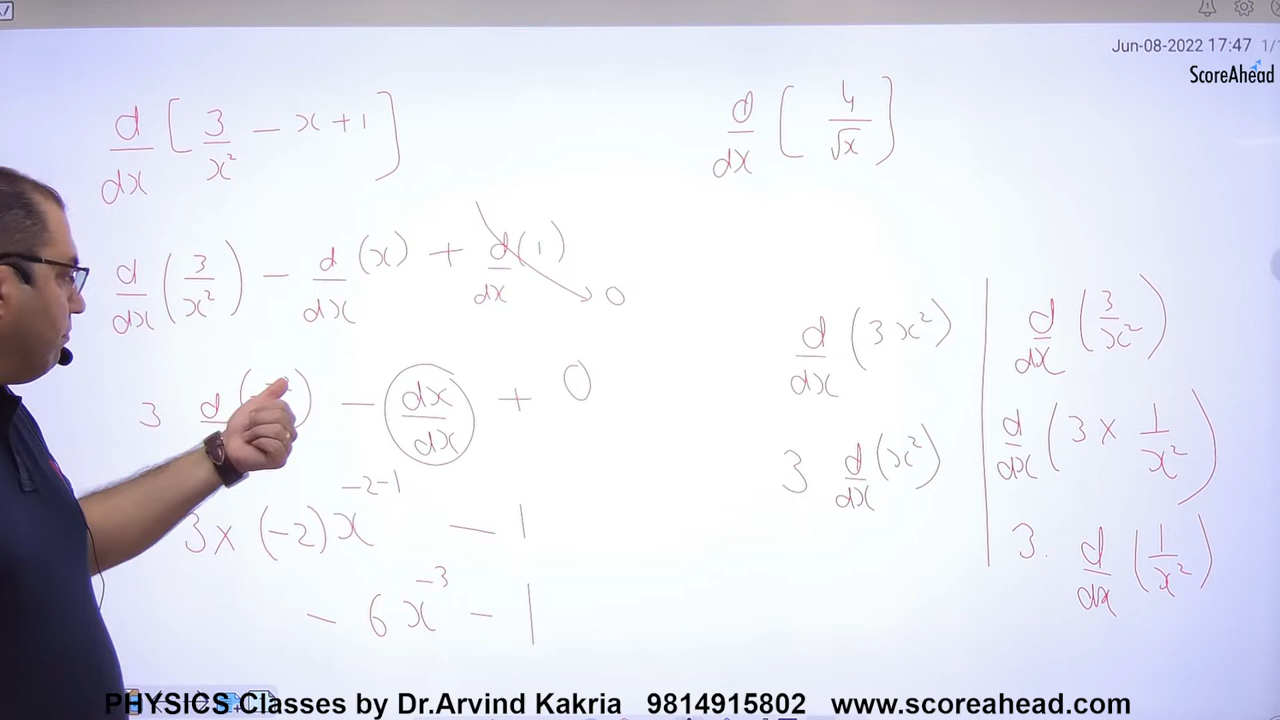 Jun-08-2022 17:47 1/1
ScoreAhead
d/dx [ 3/x² − x + 1 ]
d/dx ( 3/x² ) − d/dx (x) + d/dx (1) → 0
3 d − dx/dx + 0
3 × (−2) x⁻²⁻¹ − 1
− 6 x⁻³ − 1
d/dx [ 4/√x ]
d/dx (3x²)
3 d/dx (x²)
d/dx ( 3/x² )
d/dx ( 3 × 1/x² )
3. d/dx ( 1/x² )
PHYSICS Classes by Dr.Arvind Kakria 9814915802 www.scoreahead.com